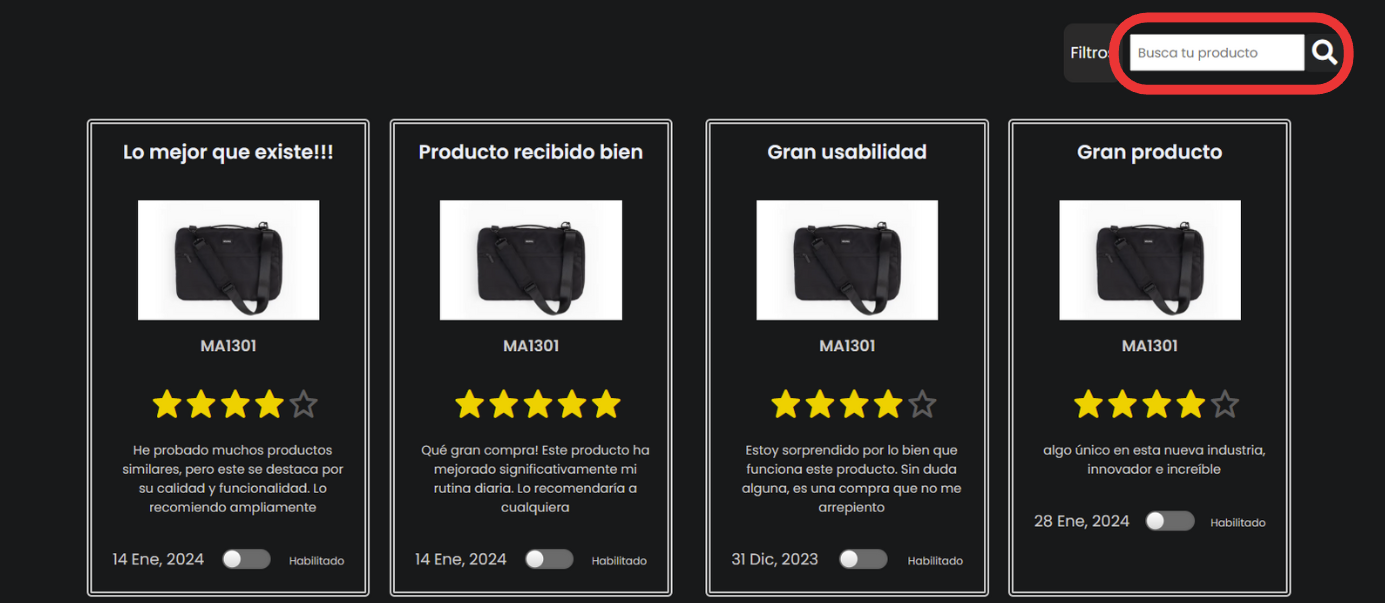 Filtros
Busca tu producto
Lo mejor que existe!!!
MA1301
He probado muchos productos
similares, pero este se destaca por
su calidad y funcionalidad. Lo
recomiendo ampliamente
14 Ene, 2024
Habilitado
Producto recibido bien
MA1301
Qué gran compra! Este producto ha
mejorado significativamente mi
rutina diaria. Lo recomendaría a
cualquiera
14 Ene, 2024
Habilitado
Gran usabilidad
MA1301
Estoy sorprendido por lo bien que
funciona este producto. Sin duda
alguna, es una compra que no me
arrepiento
31 Dic, 2023
Habilitado
Gran producto
MA1301
algo único en esta nueva industria,
innovador e increíble
28 Ene, 2024
Habilitado